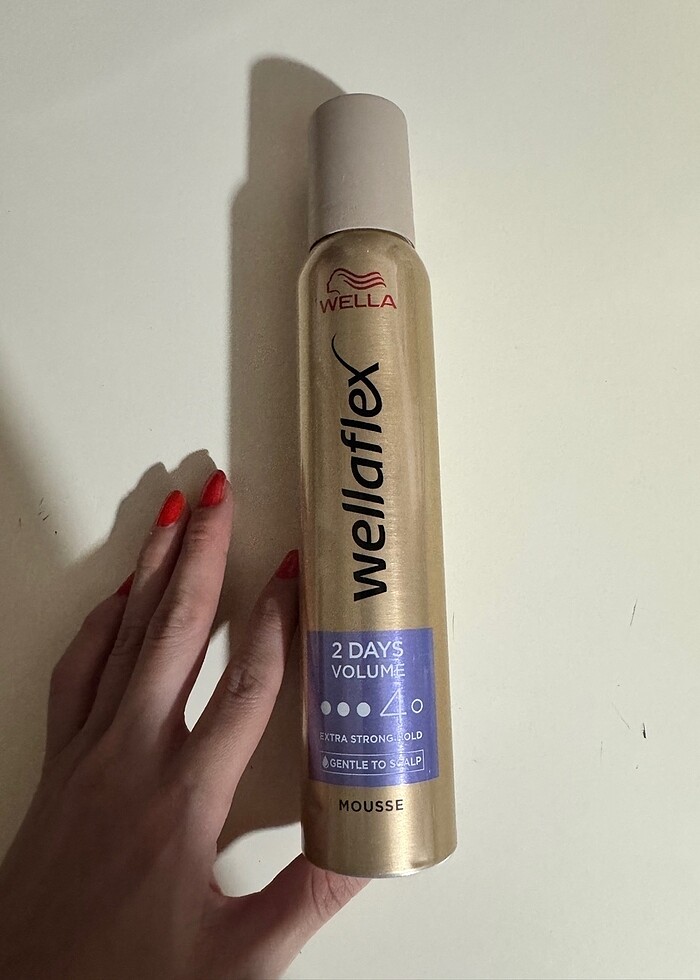 WELLA
wellaflex
2 DAYS
VOLUME
4
EXTRA STRONG HOLD
GENTLE TO SCALP
MOUSSE